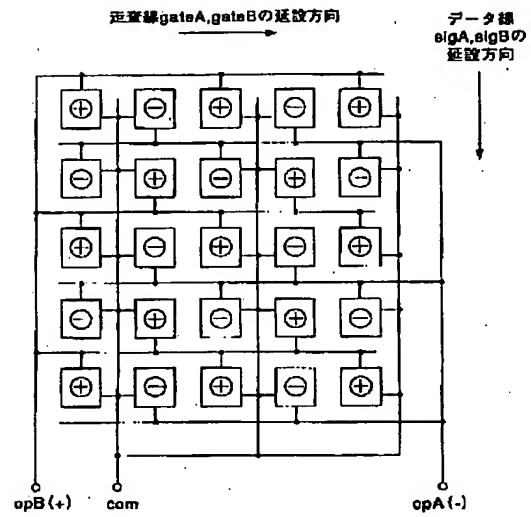 走査線gateA,gateBの延設方向
データ線
sigA,sigBの
延設方向
+ - + - +
- + - + -
+ - + - +
- + - + -
+ - + - +
opB(+) com opA(-)